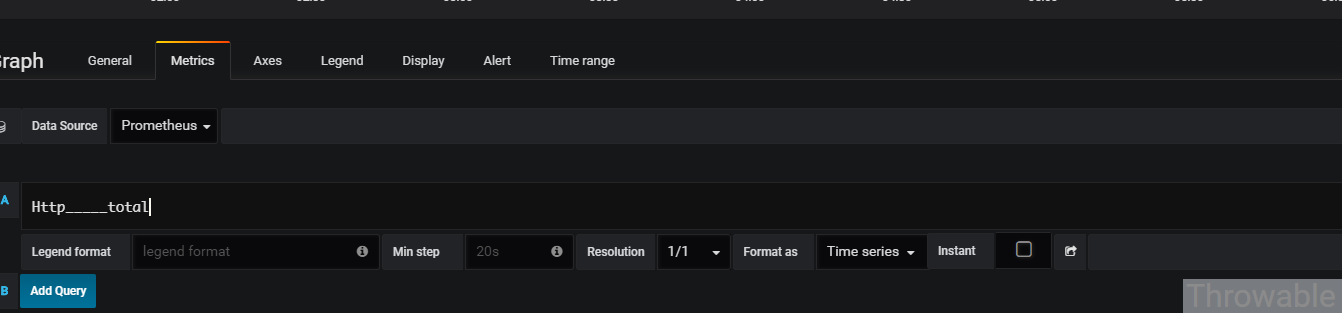 Graph General Metrics Axes Legend Display Alert Time range
Data Source Prometheus
A Http_____total
Legend format legend format Min step 20s Resolution 1/1 Format as Time series Instant
B Add Query
Throwable